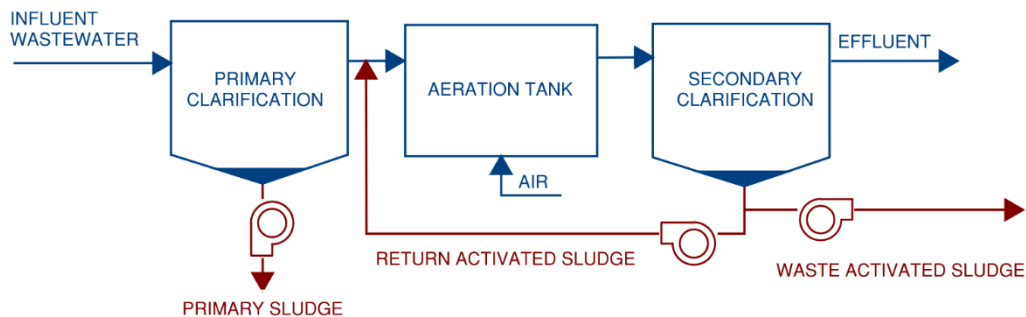 INFLUENT
WASTEWATER
PRIMARY
CLARIFICATION
AERATION TANK
SECONDARY
CLARIFICATION
EFFLUENT
AIR
RETURN ACTIVATED SLUDGE
WASTE ACTIVATED SLUDGE
PRIMARY SLUDGE